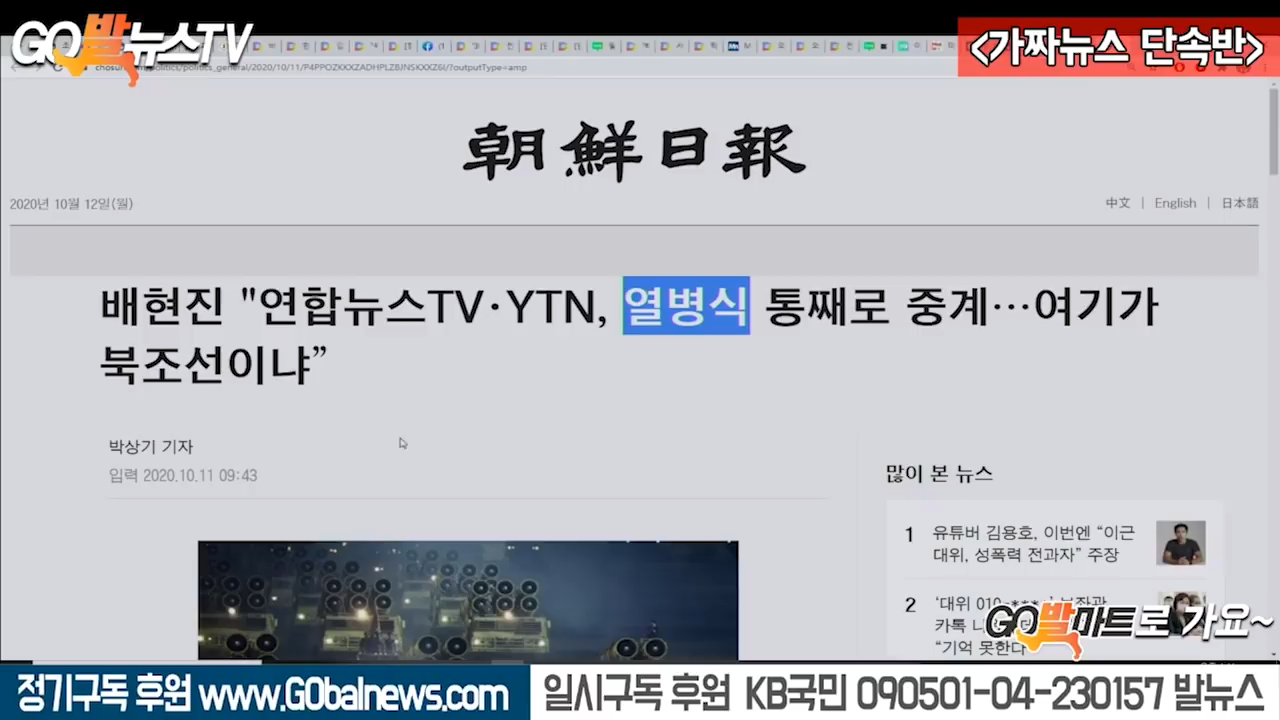 GO발뉴스TV
<가짜뉴스 단속반>
朝鮮日報
2020년 10월 12일(월)
中文 | English | 日本語
배현진 "연합뉴스TV·YTN, 열병식 통째로 중계…여기가
북조선이냐”
박상기 기자
입력 2020.10.11 09:43
많이 본 뉴스
1 유튜버 김용호, 이번엔 “이근
대위, 성폭력 전과자” 주장
2 ‘대위 010-****
카톡
“기억 못한다
GO발마트로 가요~
정기구독 후원 www.GObalnews.com
일시구독 후원 KB국민 090501-04-230157 발뉴스